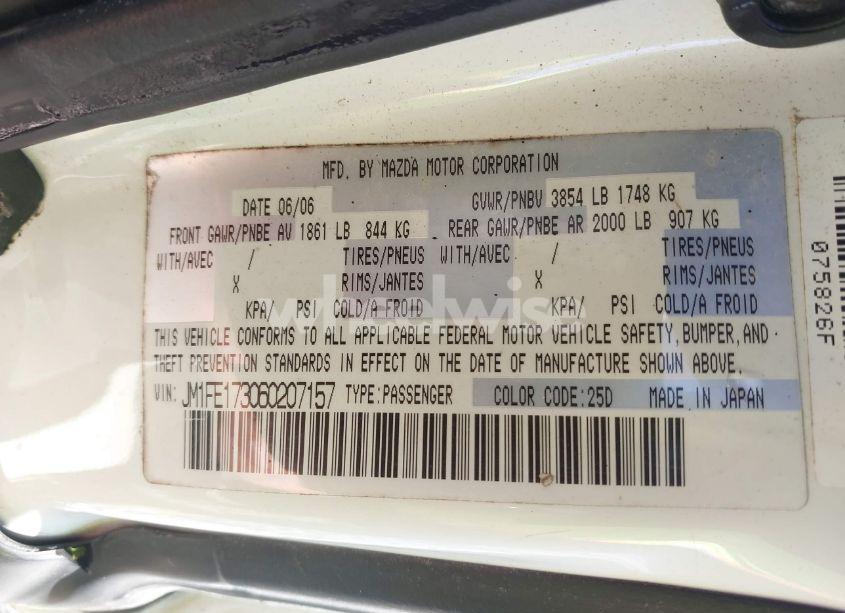 MFD. BY MAZDA MOTOR CORPORATION
DATE 06/06 GVWR/PNBV 3854 LB 1748 KG
FRONT GAWR/PNBE AV 1861 LB 844 KG REAR GAWR/PNBE AR 2000 LB 907 KG
WITH/AVEC / TIRES/PNEUS WITH/AVEC / TIRES/PNEUS
X RIMS/JANTES X RIMS/JANTES
KPA/ PSI COLD/A FROID KPA/ PSI COLD/A FROID
wheelwise
THIS VEHICLE CONFORMS TO ALL APPLICABLE FEDERAL MOTOR VEHICLE SAFETY,BUMPER,AND
THEFT PREVENTION STANDARDS IN EFFECT ON THE DATE OF MANUFACTURE SHOWN ABOVE.
VIN: JM1FE173060207157 TYPE:PASSENGER COLOR CODE:25D MADE IN JAPAN
075826F